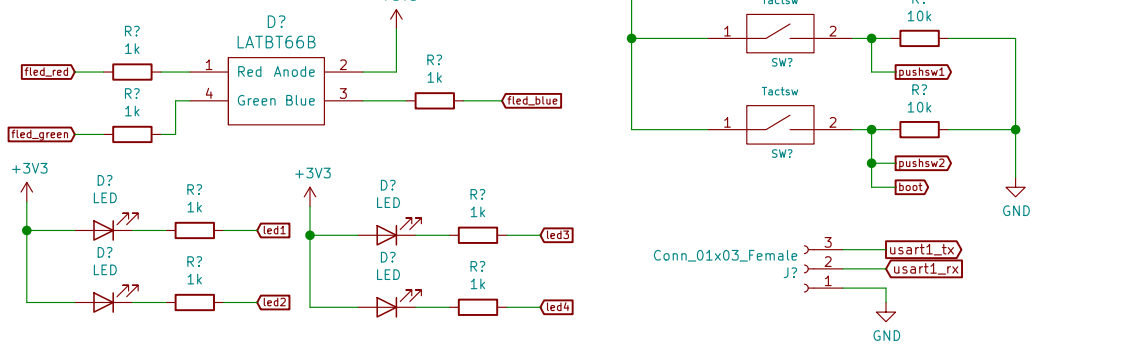 D?
LATBT66B
R?
1k
fled_red
1
Red
Anode
2
R?
1k
4
Green
Blue
3
R?
1k
fled_blue
fled_green
+3V3
D?
LED
R?
1k
led1
D?
LED
R?
1k
led2
+3V3
D?
LED
R?
1k
led3
D?
LED
R?
1k
led4
Tactsw
1
2
SW?
10k
pushsw1
Tactsw
1
2
SW?
R?
10k
pushsw2
boot
GND
Conn_01x03_Female
J?
3
usart1_tx
2
usart1_rx
1
GND